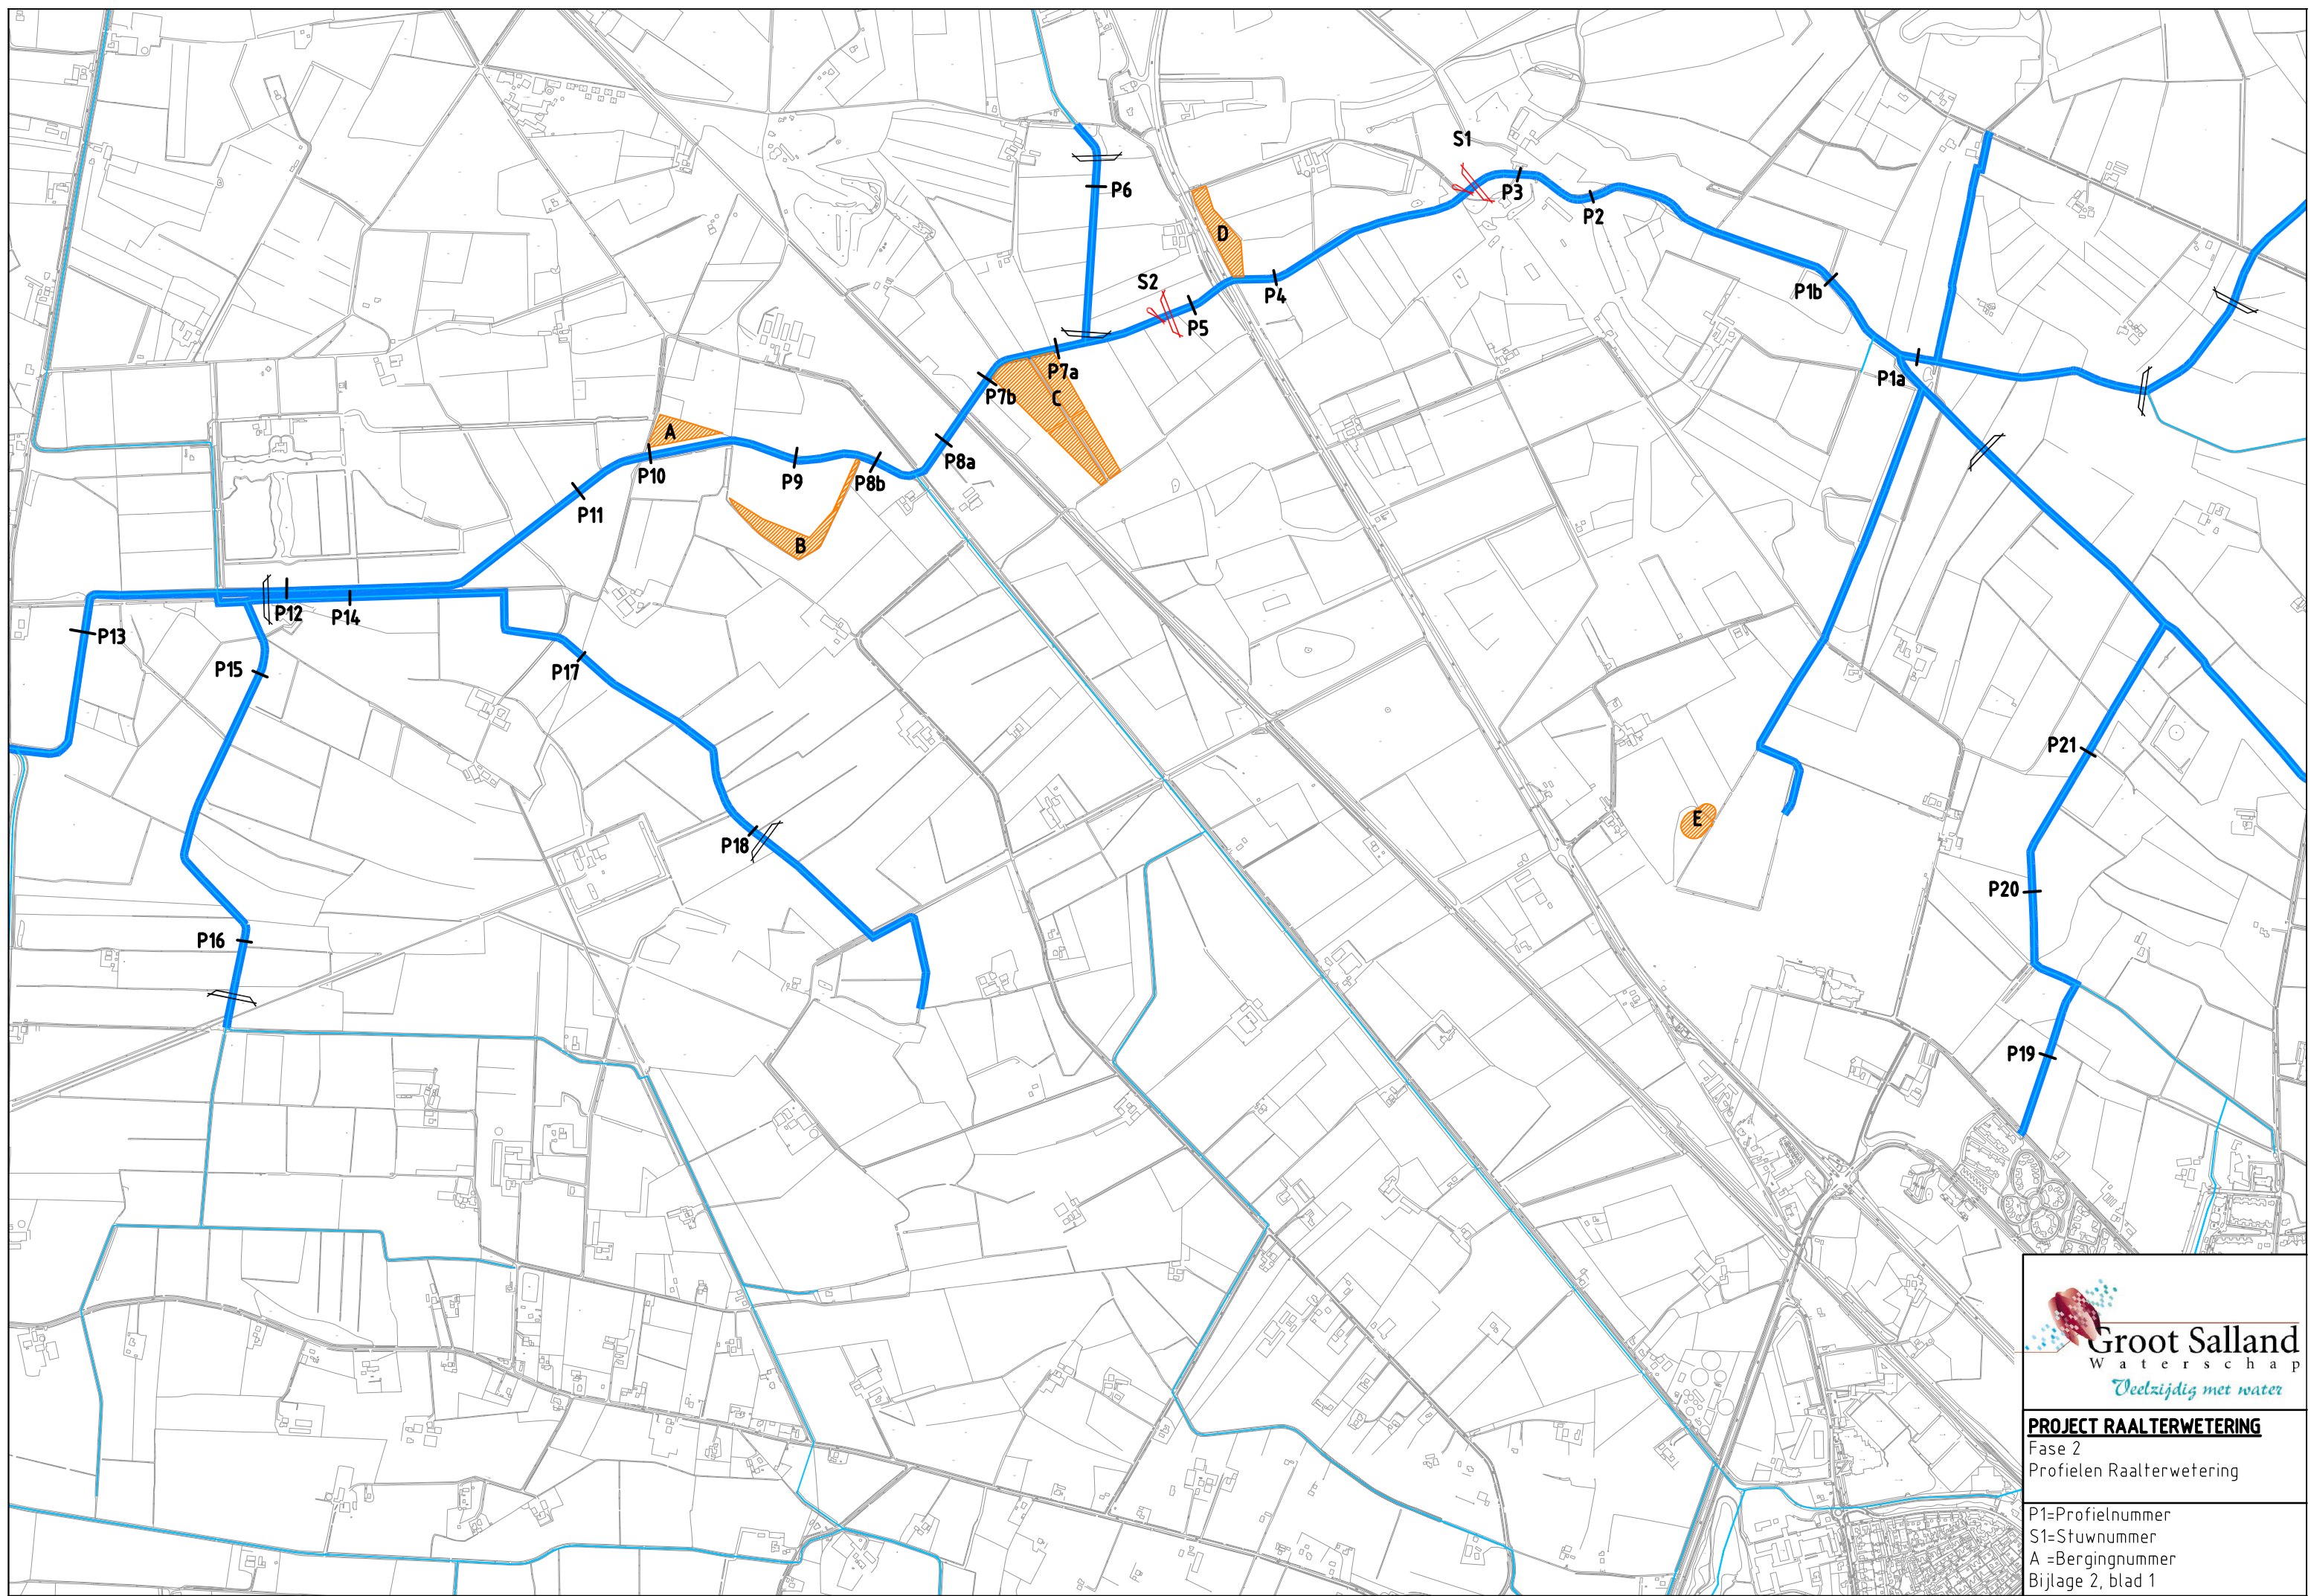 S1
P3
P2
P6
D
S2
P4
P1b
P5
P7a
P1a
P7b
C
A
P8a
P10
P9
P8b
P11
B
P12
P14
P13
P15
P17
P21
E
P18
P20
P16
P19
Groot Salland
Waterschap
Veelzijdig met water
PROJECT RAALTERWETERING
Fase 2
Profielen Raalterwetering
P1=Profielnummer
S1=Stuwnummer
A =Bergingnummer
Bijlage 2, blad 1